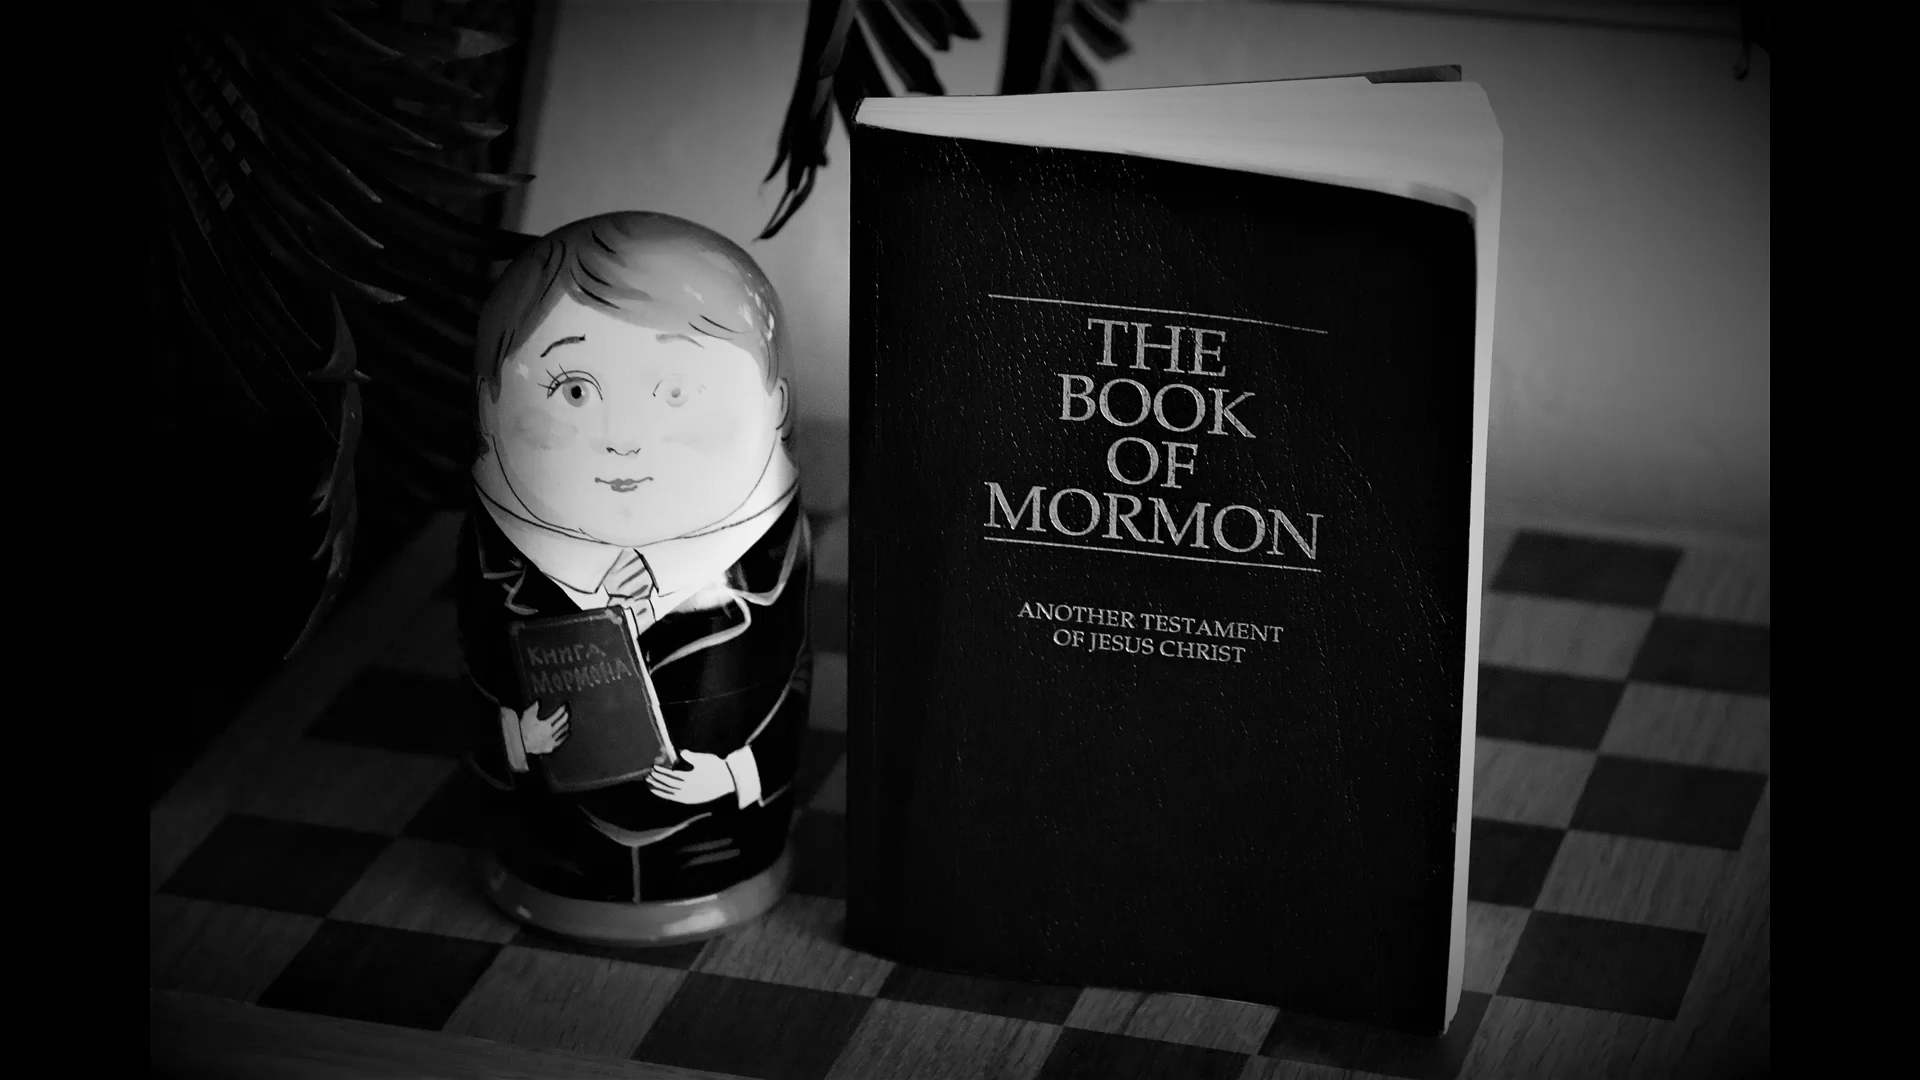 КНИГА
МОРМОНА
THE
BOOK
OF
MORMON
ANOTHER TESTAMENT
OF JESUS CHRIST